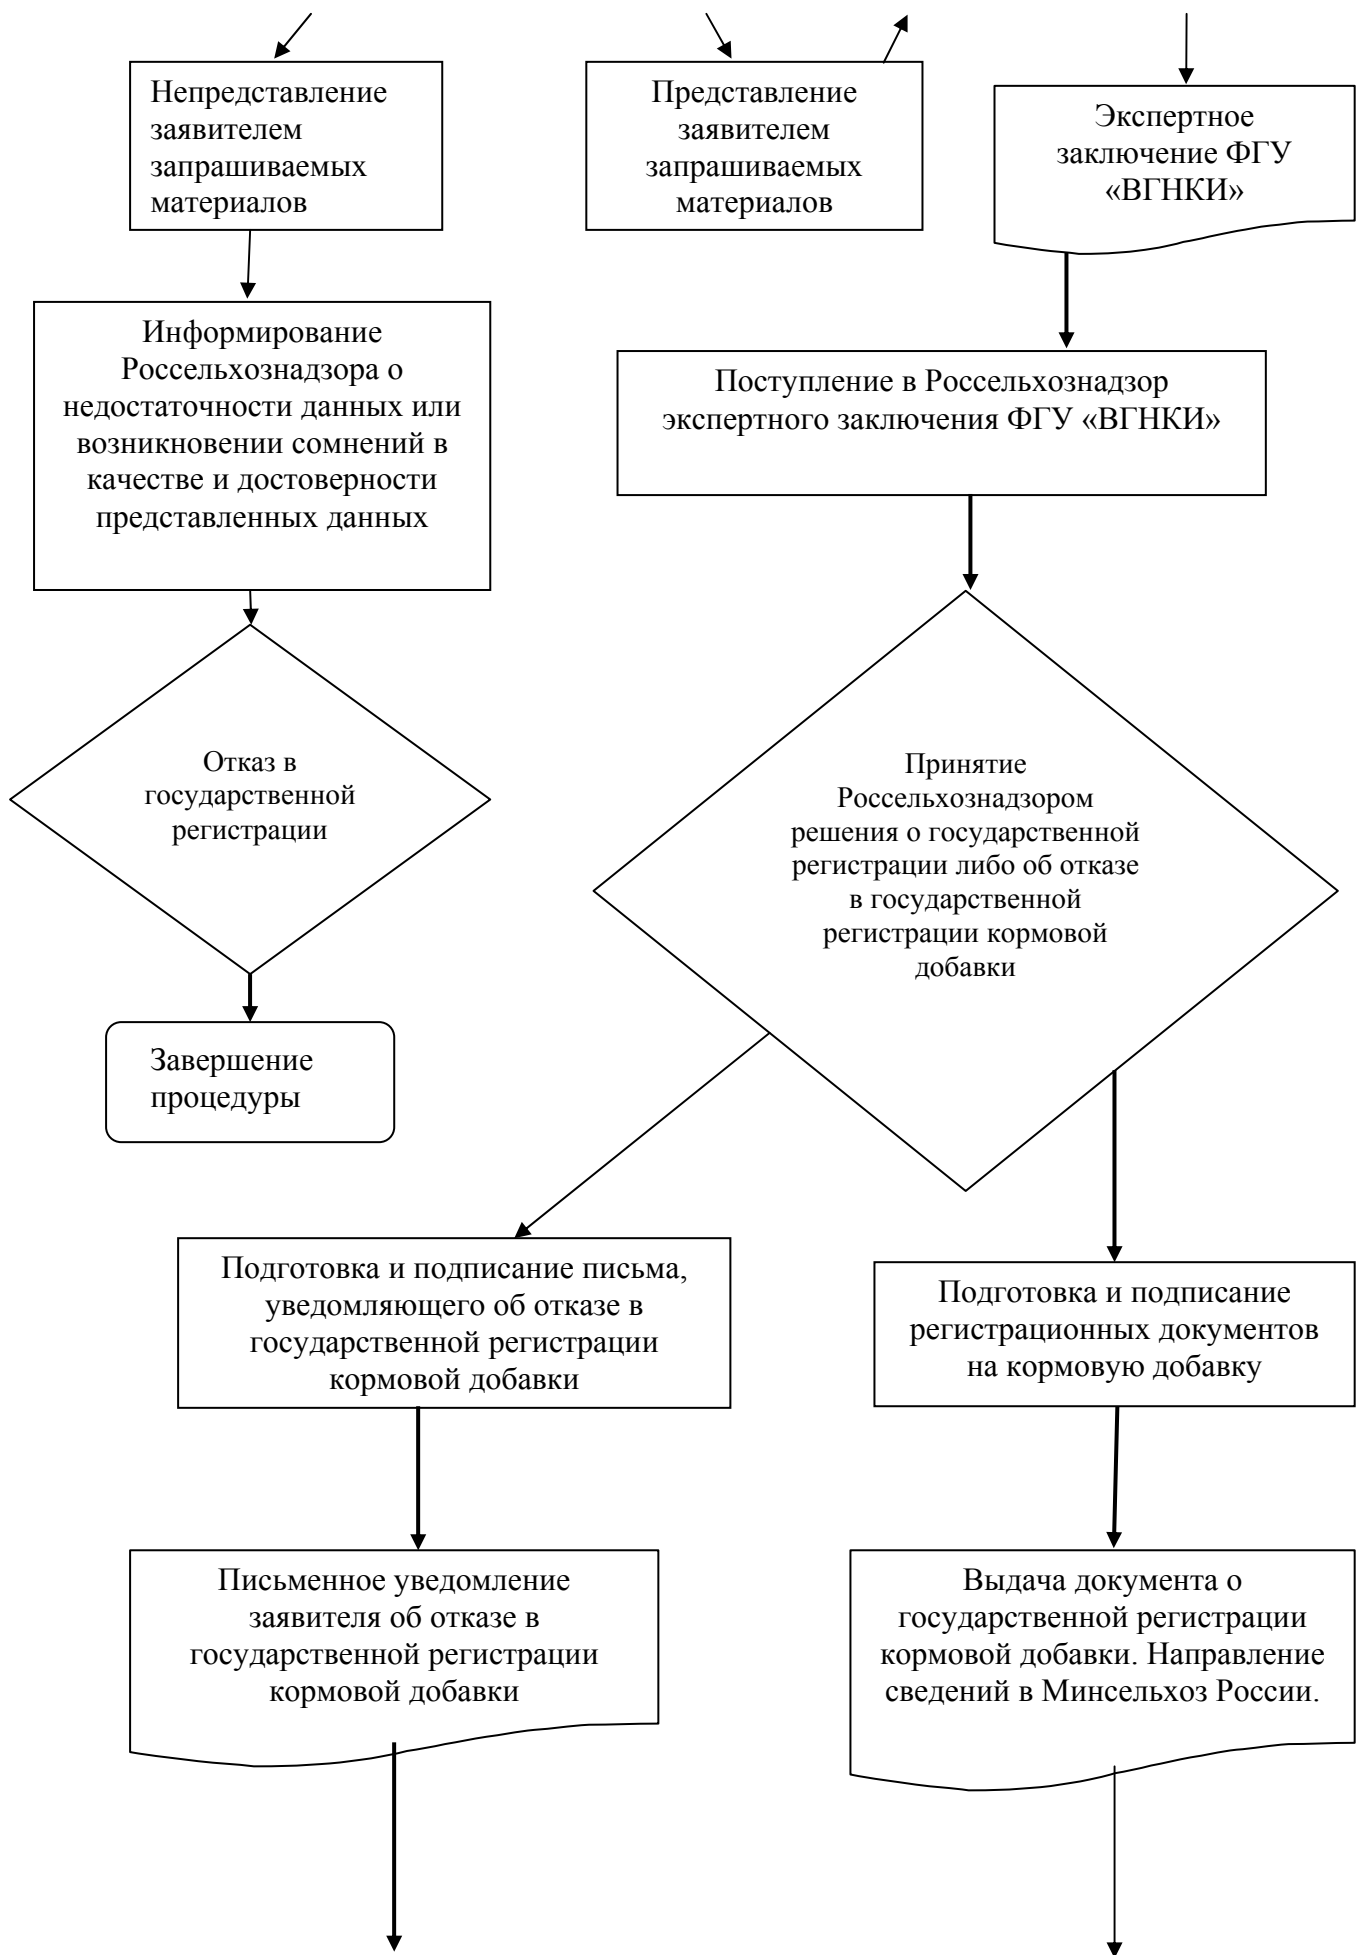 Непредставление
заявителем
запрашиваемых
материалов
Представление
заявителем
запрашиваемых
материалов
Экспертное
заключение ФГУ
«ВГНКИ»
Информирование
Россельхознадзора о
недостаточности данных или
возникновении сомнений в
качестве и достоверности
представленных данных
Поступление в Россельхознадзор
экспертного заключения ФГУ «ВГНКИ»
Отказ в
государственной
регистрации
Принятие
Россельхознадзором
решения о государственной
регистрации либо об отказе
в государственной
регистрации кормовой
добавки
Завершение
процедуры
Подготовка и подписание письма,
уведомляющего об отказе в
государственной регистрации
кормовой добавки
Подготовка и подписание
регистрационных документов
на кормовую добавку
Письменное уведомление
заявителя об отказе в
государственной регистрации
кормовой добавки
Выдача документа о
государственной регистрации
кормовой добавки. Направление
сведений в Минсельхоз России.